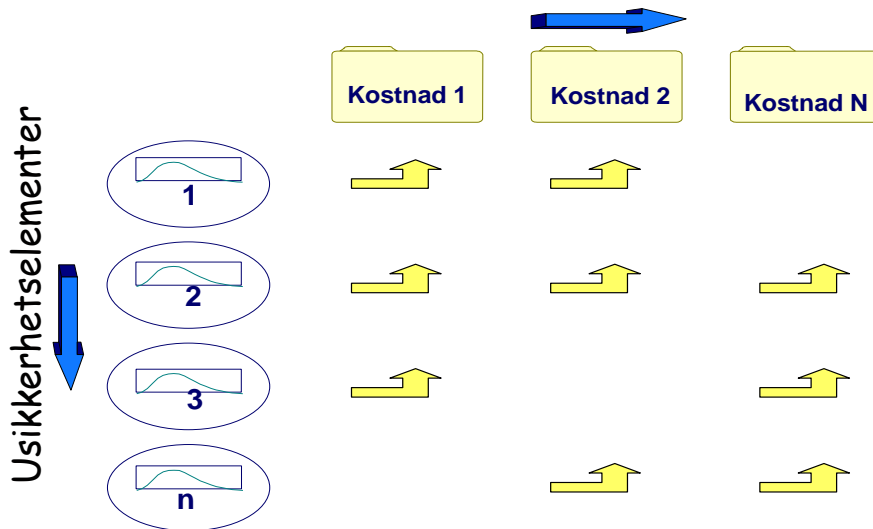 Kostnad 1
Kostnad 2
Kostnad N
Usikkerhetselementer
1
2
3
n